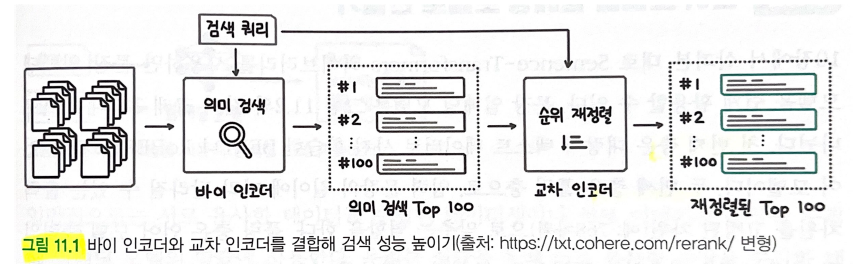 검색 쿼리
의미 검색
바이 인코더
#1
#2
#100
의미 검색 Top 100
순위 재정렬
교차 인코더
#1
#2
#100
재정렬된 Top 100
그림 11.1 바이 인코더와 교차 인코더를 결합해 검색 성능 높이기(출처: https://txt.cohere.com/rerank/ 변형)